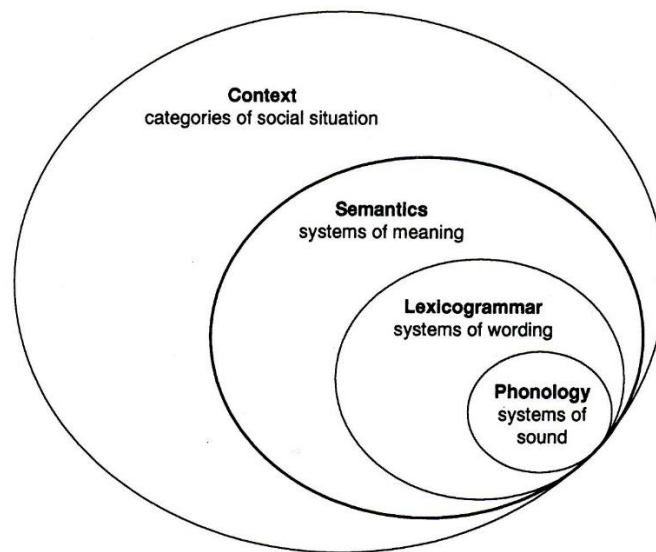 Context
categories of social situation
Semantics
systems of meaning
Lexicogrammar
systems of wording
Phonology
systems of
sound